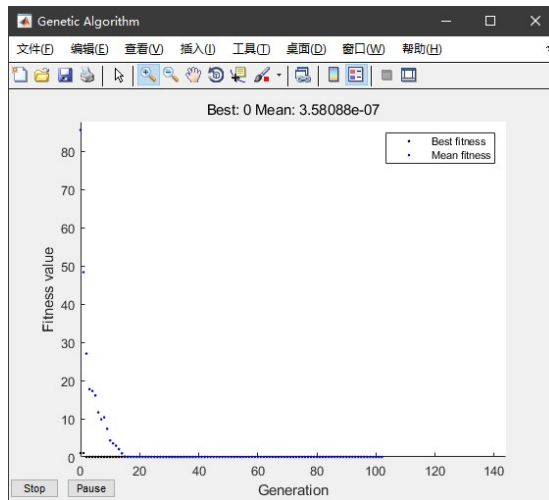 Genetic Algorithm
文件(F) 编辑(E) 查看(V) 插入(I) 工具(T) 桌面(D) 窗口(W) 帮助(H)
Best: 0 Mean: 3.58088e-07
Best fitness
Mean fitness
80
70
60
50
40
30
20
10
0
Fitness value
0 20 40 60 80 100 120 140
Generation
Stop Pause